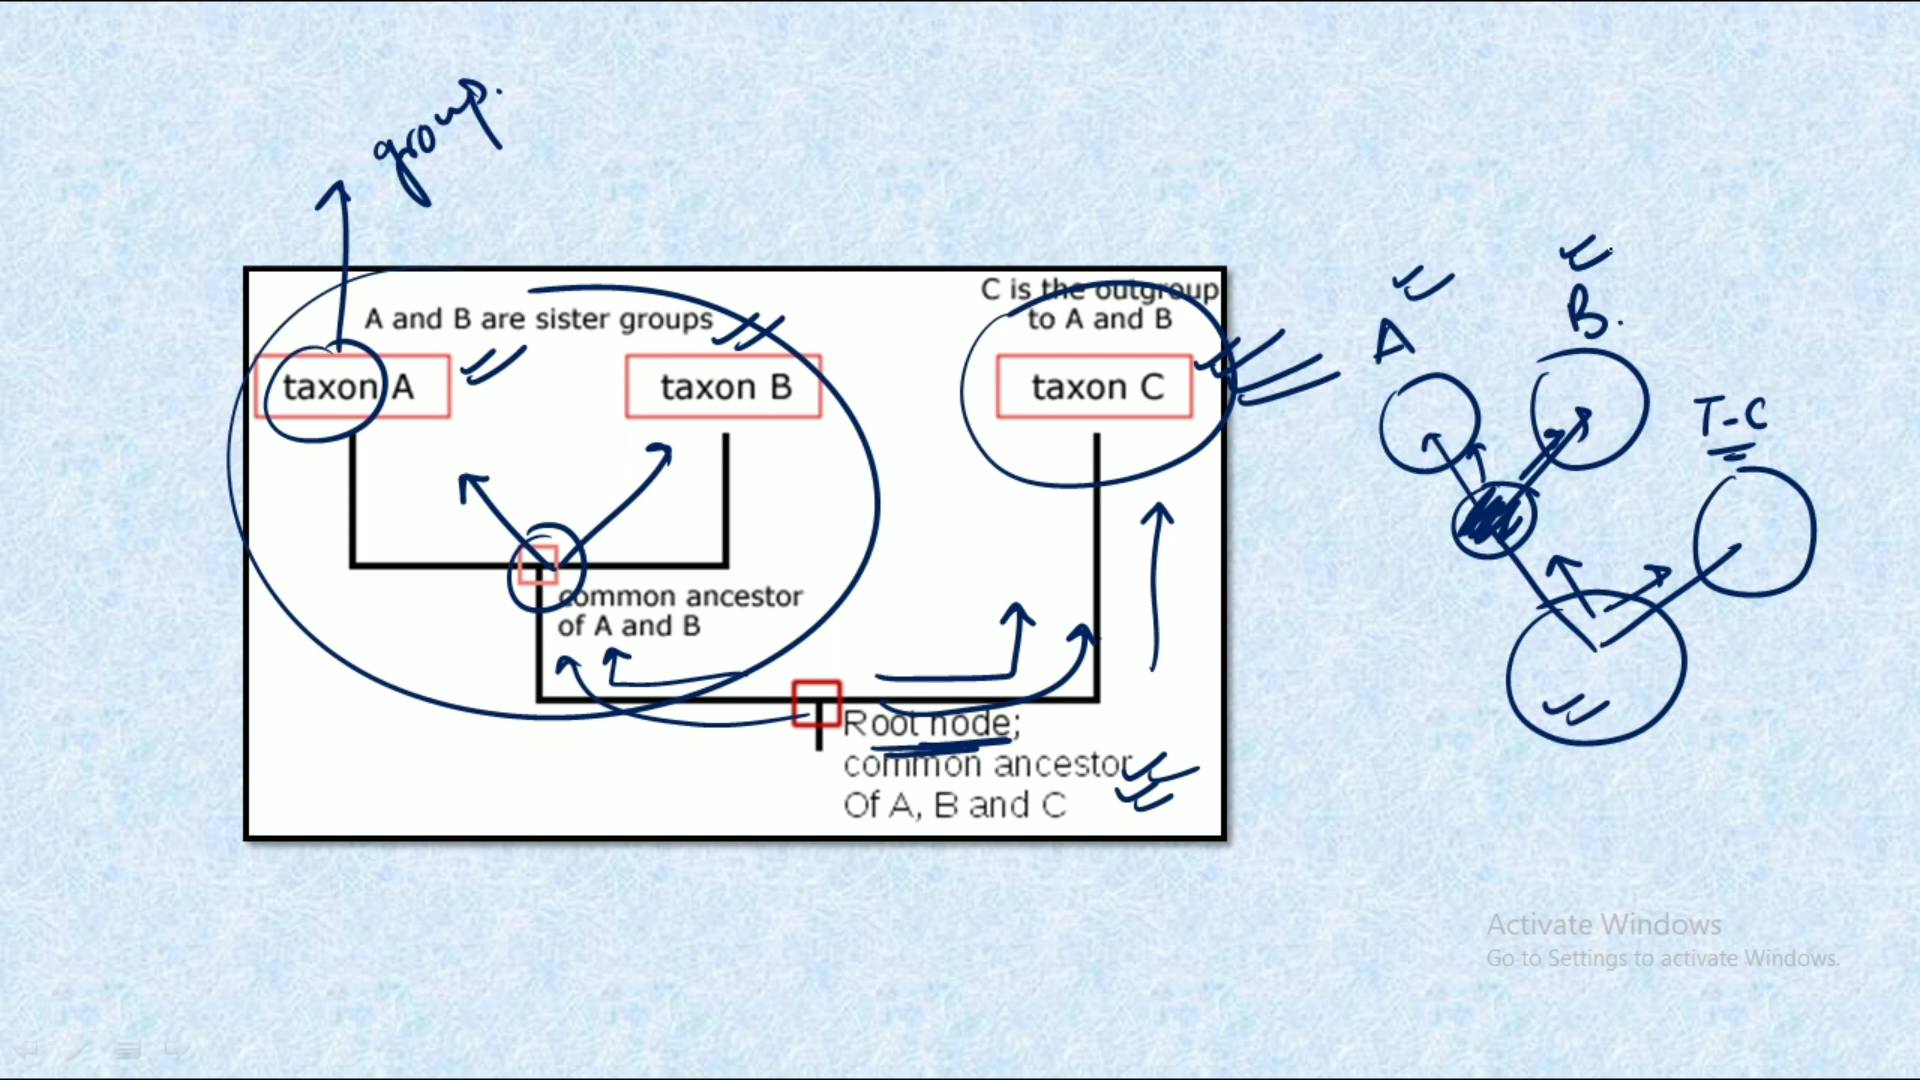 group.
A and B are sister groups
C is the outgroup
to A and B
taxon A
taxon B
taxon C
common ancestor
of A and B
Root node;
common ancestor
Of A, B and C
A
B.
T-C
Activate Windows
Go to Settings to activate Windows.